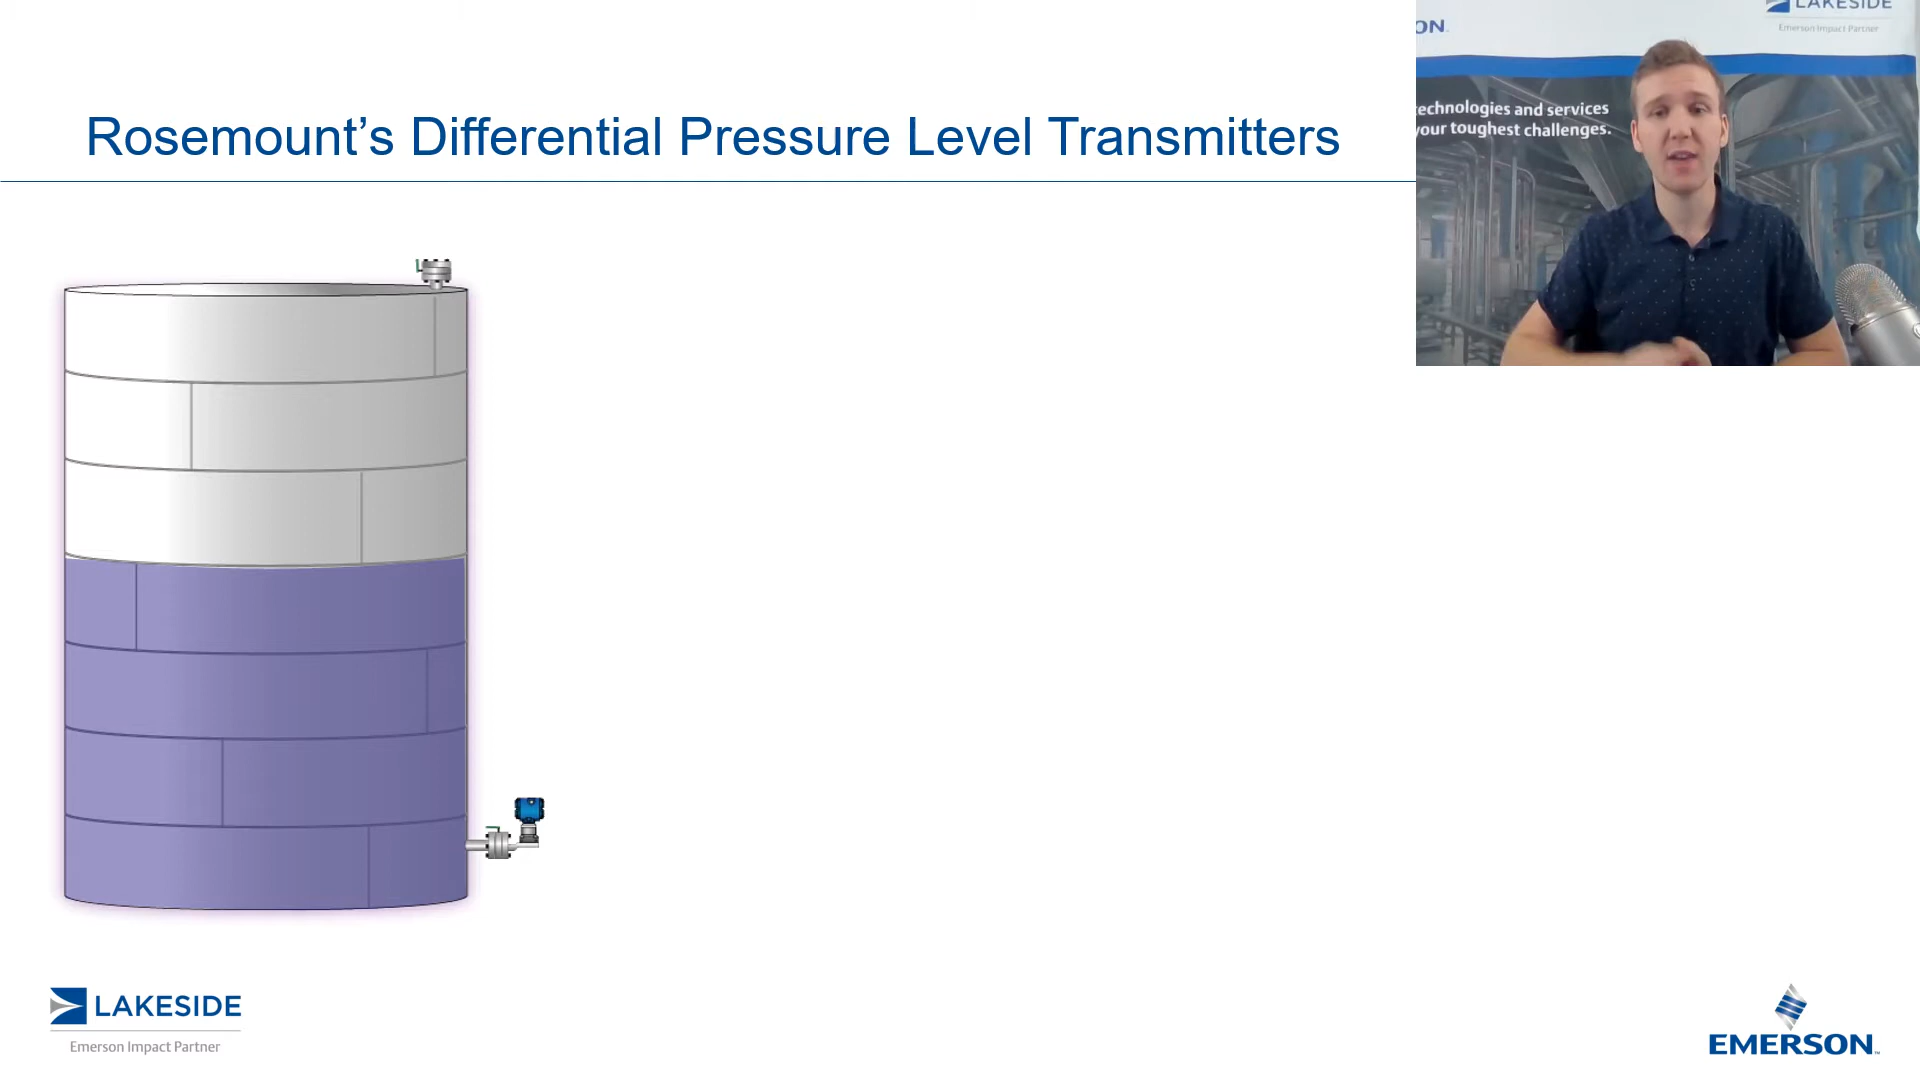 Rosemount’s Differential Pressure Level Transmitters
ON
LAKESIDE
Emerson Impact Partner
echnologies and services
your toughest challenges.
LAKESIDE
Emerson Impact Partner
EMERSON™